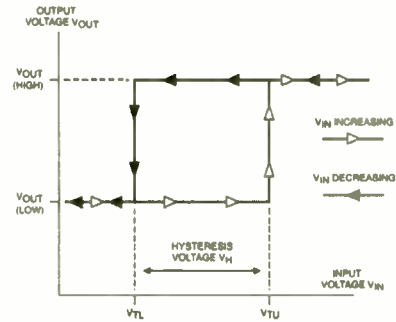 OUTPUT
VOLTAGE VOUT
VOUT
(HIGH)
VIN INCREASING
VIN DECREASING
VOUT
(LOW)
HYSTERESIS
VOLTAGE VH
INPUT
VOLTAGE VIN
VTL
VTU